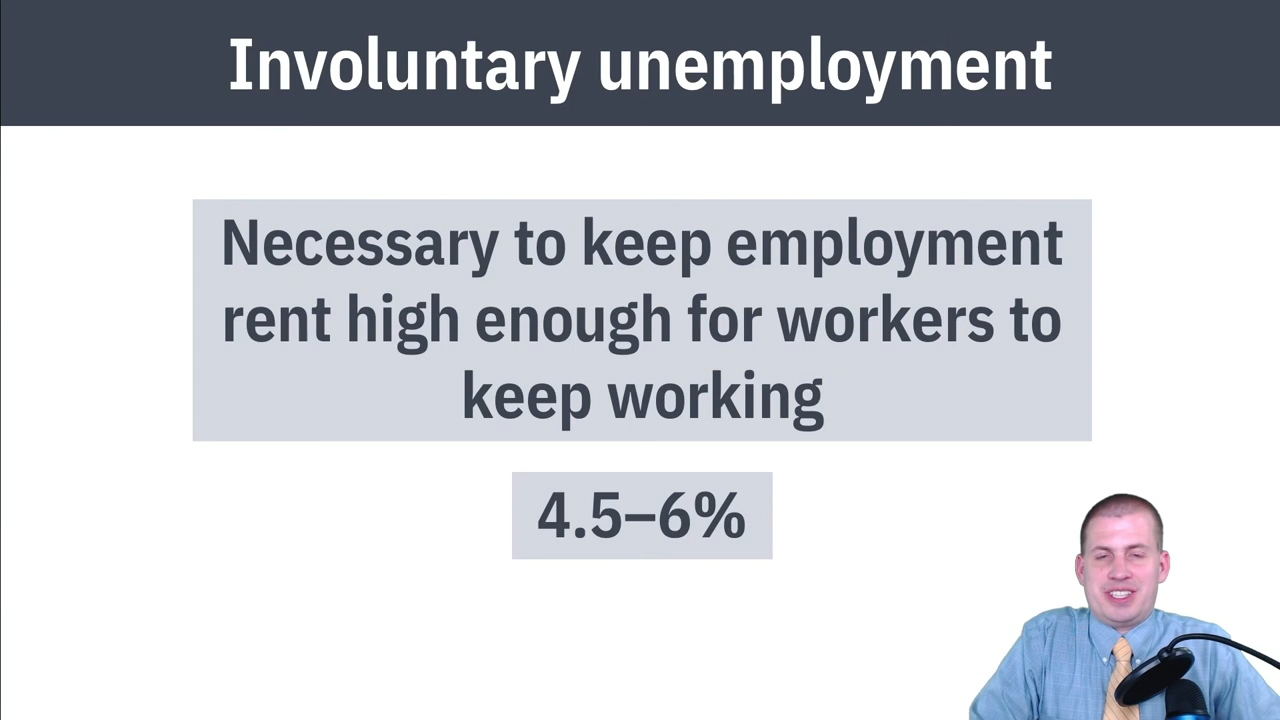 Involuntary unemployment
Necessary to keep employment
rent high enough for workers to
keep working
4.5–6%